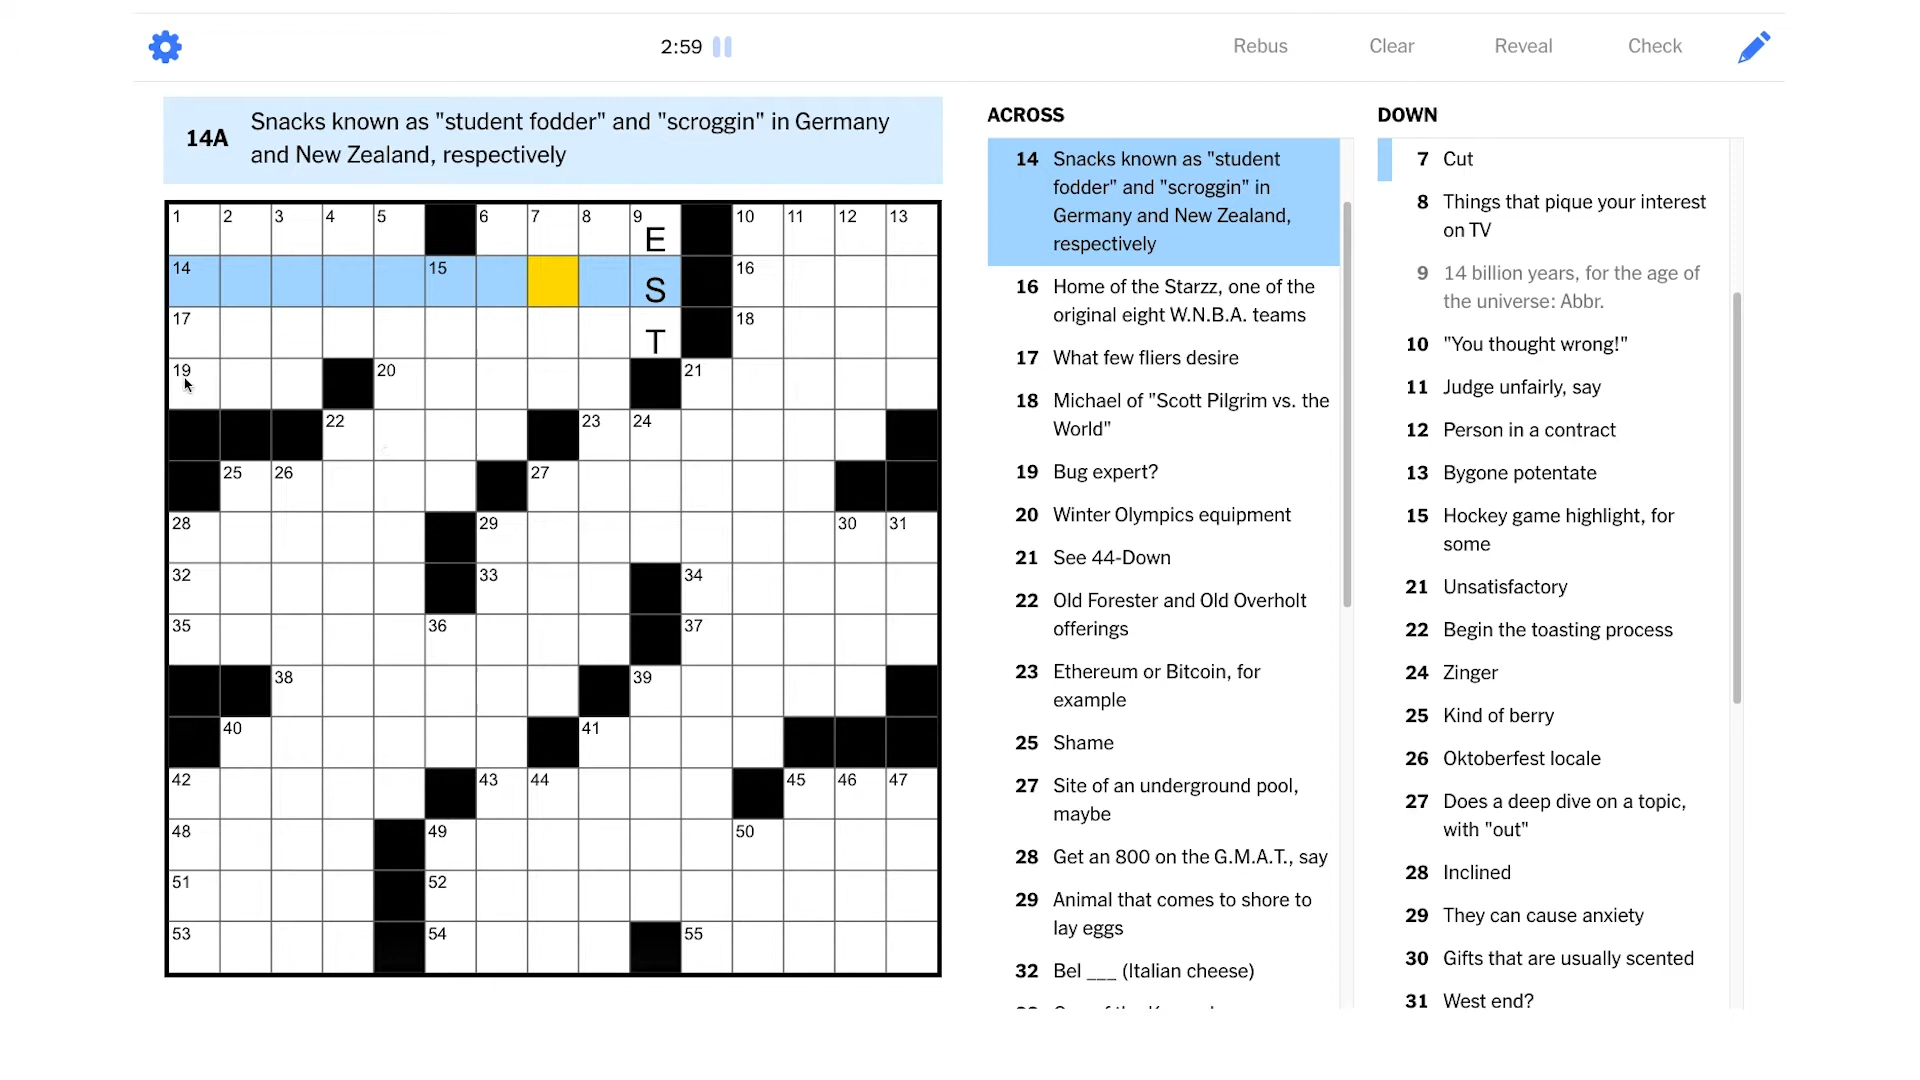 2:59
Rebus
Clear
Reveal
Check
14A
Snacks known as "student fodder" and "scroggin" in Germany
and New Zealand, respectively
1 2 3 4 5 6 7 8 9 E 10 11 12 13
14 15 S 16
17 T 18
19 20 21
22 23 24
25 26 27
28 29 30 31
32 33 34
35 36 37
38 39
40 41
42 43 44 45 46 47
48 49 50
51 52
53 54 55
ACROSS
14 Snacks known as "student
fodder" and "scroggin" in
Germany and New Zealand,
respectively
16 Home of the Starzz, one of the
original eight W.N.B.A. teams
17 What few fliers desire
18 Michael of "Scott Pilgrim vs. the
World"
19 Bug expert?
20 Winter Olympics equipment
21 See 44-Down
22 Old Forester and Old Overholt
offerings
23 Ethereum or Bitcoin, for
example
25 Shame
27 Site of an underground pool,
maybe
28 Get an 800 on the G.M.A.T., say
29 Animal that comes to shore to
lay eggs
32 Bel ___ (Italian cheese)
DOWN
7 Cut
8 Things that pique your interest
on TV
9 14 billion years, for the age of
the universe: Abbr.
10 "You thought wrong!"
11 Judge unfairly, say
12 Person in a contract
13 Bygone potentate
15 Hockey game highlight, for
some
21 Unsatisfactory
22 Begin the toasting process
24 Zinger
25 Kind of berry
26 Oktoberfest locale
27 Does a deep dive on a topic,
with "out"
28 Inclined
29 They can cause anxiety
30 Gifts that are usually scented
31 West end?